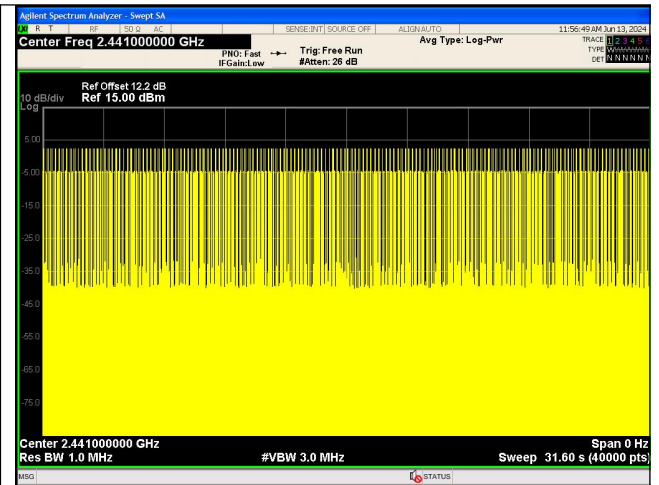 Agilent Spectrum Analyzer - Swept SA
R T RF 50 Ω AC SENSE:INT SOURCE OFF ALIGN AUTO 11:56:49 AM Jun 13, 2024
Center Freq 2.441000000 GHz Avg Type: Log-Pwr TRACE 1 2 3 4 5 6
PNO: Fast Trig: Free Run TYPE
IFGain:Low #Atten: 26 dB DET N N N N N N
Ref Offset 12.2 dB
10 dB/div Ref 15.00 dBm
Log
5.00
-5.00
-15.0
-25.0
-35.0
-45.0
-55.0
-65.0
-75.0
Center 2.441000000 GHz Span 0 Hz
Res BW 1.0 MHz #VBW 3.0 MHz Sweep 31.60 s (40000 pts)
MSG STATUS